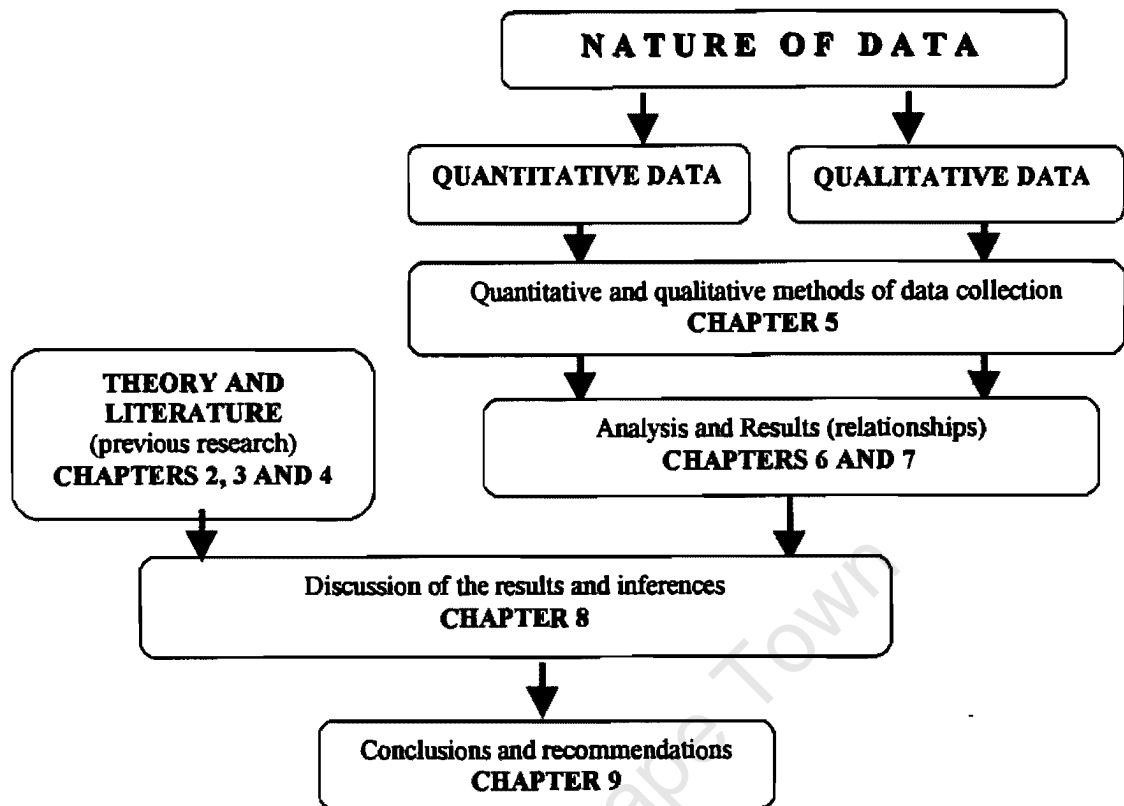 NATURE OF DATA
QUANTITATIVE DATA
QUALITATIVE DATA
Quantitative and qualitative methods of data collection
CHAPTER 5
THEORY AND
LITERATURE
(previous research)
CHAPTERS 2, 3 AND 4
Analysis and Results (relationships)
CHAPTERS 6 AND 7
Discussion of the results and inferences
CHAPTER 8
Conclusions and recommendations
CHAPTER 9
ape Town